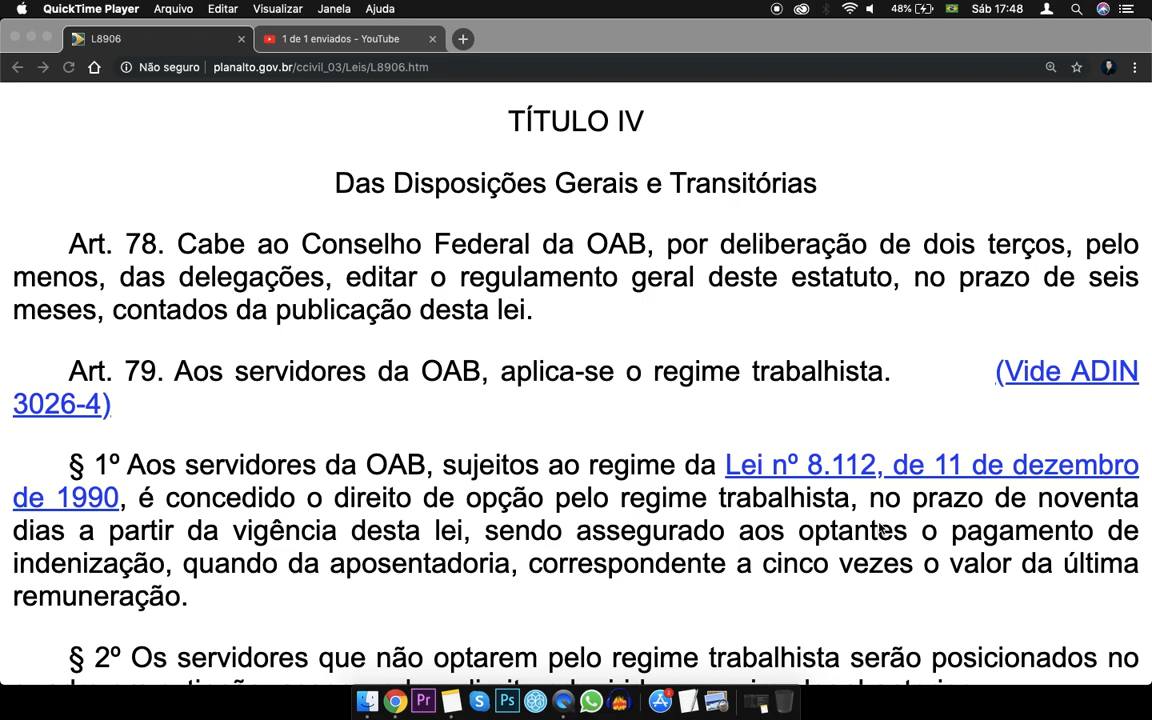 QuickTime Player Arquivo Editar Visualizar Janela Ajuda 48% Sáb 17:48
L8906 1 de 1 enviados - YouTube
Não seguro planalto.gov.br/ccivil_03/Leis/L8906.htm
TÍTULO IV
Das Disposições Gerais e Transitórias
Art. 78. Cabe ao Conselho Federal da OAB, por deliberação de dois terços, pelo
menos, das delegações, editar o regulamento geral deste estatuto, no prazo de seis
meses, contados da publicação desta lei.
Art. 79. Aos servidores da OAB, aplica-se o regime trabalhista. (Vide ADIN
3026-4)
§ 1º Aos servidores da OAB, sujeitos ao regime da Lei nº 8.112, de 11 de dezembro
de 1990, é concedido o direito de opção pelo regime trabalhista, no prazo de noventa
dias a partir da vigência desta lei, sendo assegurado aos optantes o pagamento de
indenização, quando da aposentadoria, correspondente a cinco vezes o valor da última
remuneração.
§ 2º Os servidores que não optarem pelo regime trabalhista serão posicionados no
Pr Ps